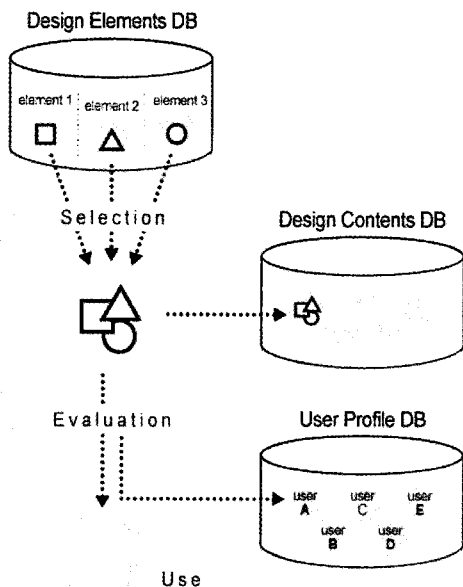 Design Elements DB
element 1
element 2
element 3
Selection
Design Contents DB
Evaluation
User Profile DB
user A
user C
user E
user B
user D
Use